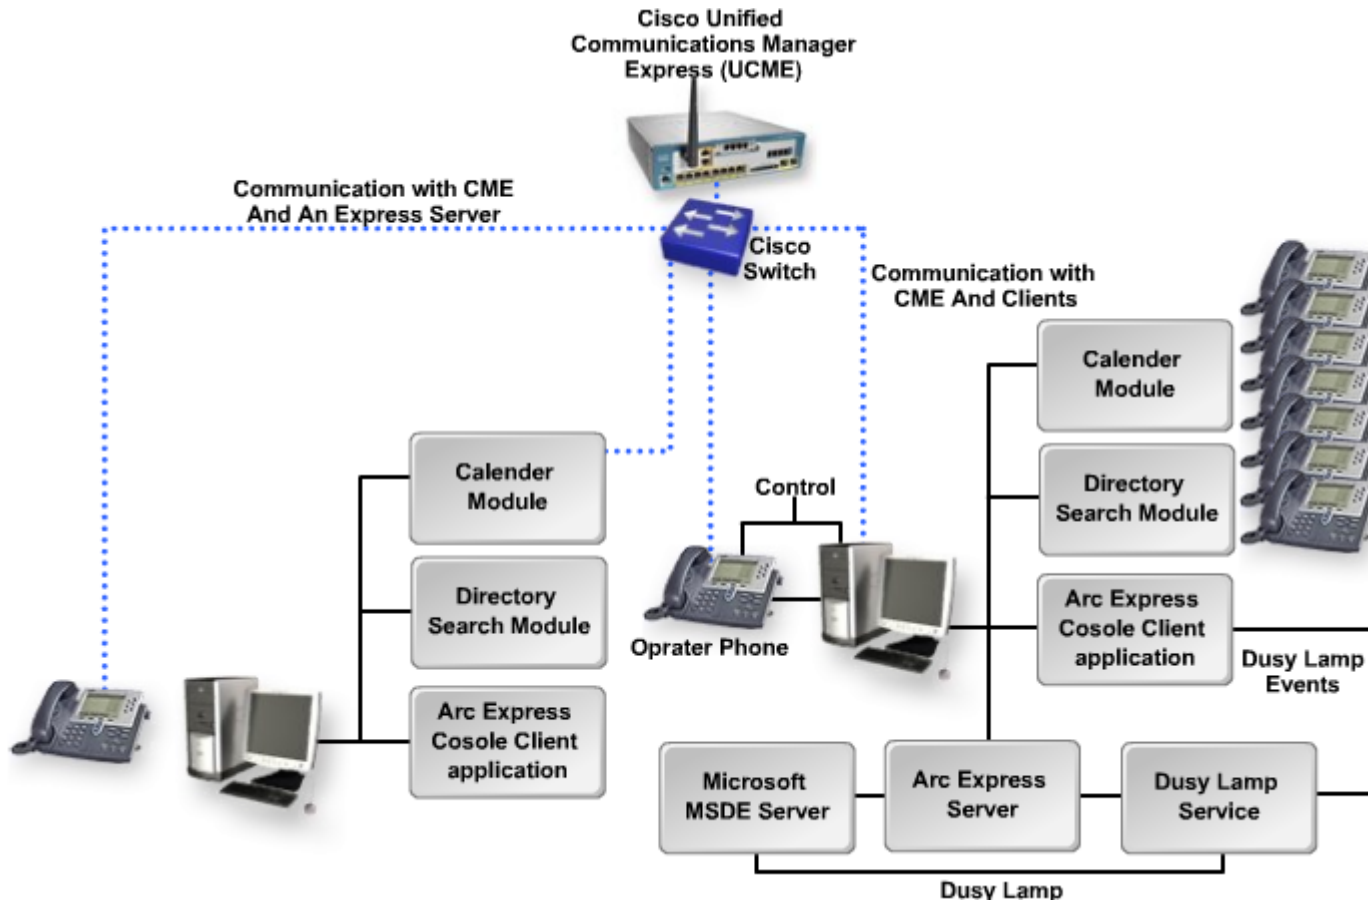 Cisco Unified
Communications Manager
Express (UCME)
Communication with CME
And An Express Server
Cisco
Switch
Communication with
CME And Clients
Calender
Module
Directory
Search Module
Arc Express
Cosole Client
application
Dusy Lamp
Events
Control
Oprater Phone
Calender
Module
Directory
Search Module
Arc Express
Cosole Client
application
Microsoft
MSDE Server
Arc Express
Server
Dusy Lamp
Service
Dusy Lamp